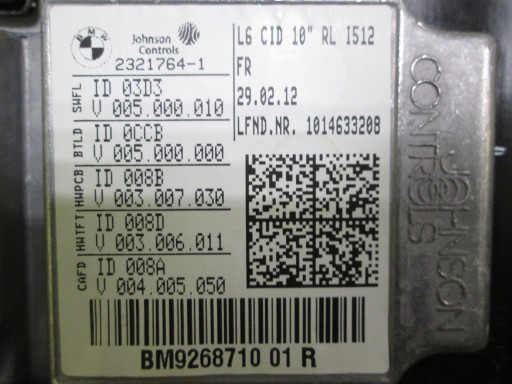 BMW
Johnson
Controls
2321764-1
L6 CID 10" RL I512
FR
29.02.12
LFND.NR. 1014633208
SWFL
ID 03D3
V 005.000.010
BTLD
ID 0CCB
V 005.000.000
HWPCB
ID 008B
V 003.007.030
HWTFT
ID 008D
V 003.006.011
CAFD
ID 008A
V 004.005.050
BM9268710 01 R
JOHNSON
CONTROLS